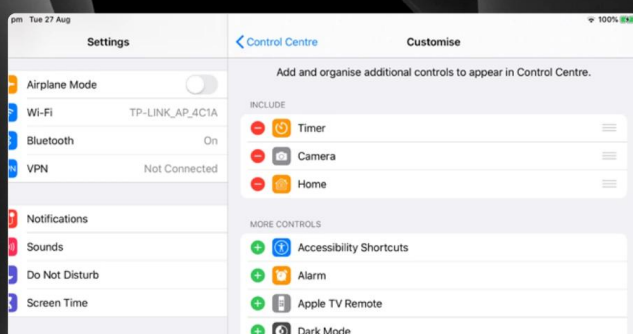 pm Tue 27 Aug
100%
Settings
Control Centre
Customise
Airplane Mode
Wi-Fi
TP-LINK_AP_4C1A
Bluetooth
On
VPN
Not Connected
Notifications
Sounds
Do Not Disturb
Screen Time
Add and organise additional controls to appear in Control Centre.
INCLUDE
Timer
Camera
Home
MORE CONTROLS
Accessibility Shortcuts
Alarm
Apple TV Remote
Dark Mode